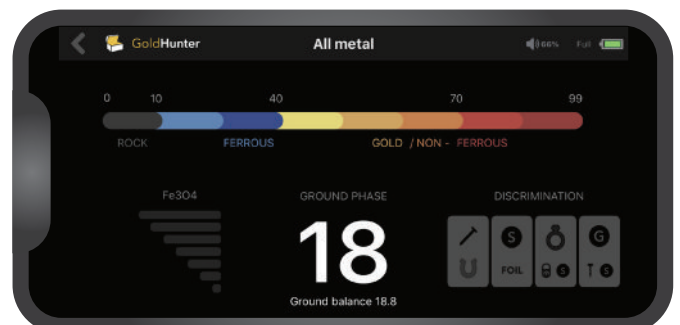 GoldHunter All metal 66% Full
0 10 40 70 99
ROCK FERROUS GOLD / NON - FERROUS
Fe3O4 GROUND PHASE DISCRIMINATION
18
S G
FOIL S T S
Ground balance 18.8